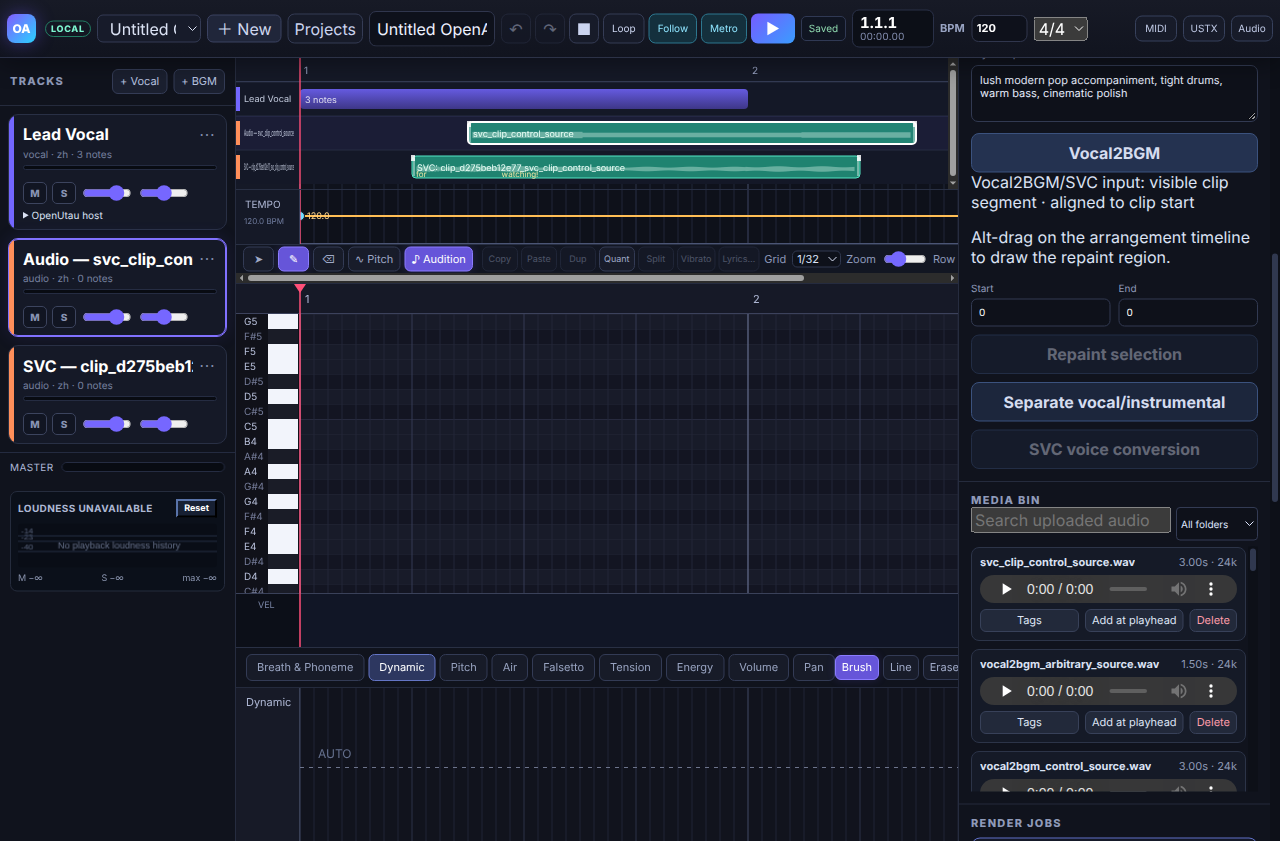 OA LOCAL Untitled ( + New Projects Untitled OpenA Loop Follow Metro Saved 1.1.1 00:00.00 BPM 120 4/4 MIDI USTX Audio
TRACKS + Vocal + BGM
Lead Vocal
vocal · zh · 3 notes
M S
OpenUtau host
Audio — svc_clip_con
audio · zh · 0 notes
M S
SVC — clip_d275beb1
audio · zh · 0 notes
M S
MASTER
LOUDNESS UNAVAILABLE Reset
-14
-40
No playback loudness history
M −∞ S −∞ max −∞
1 2
Lead Vocal 3 notes
svc_clip_control_source
SVC: clip_d275beb12e77_svc_clip_control_source
for watching!
TEMPO
120.0 BPM
120.0
Pitch Audition Copy Paste Dup Quant Split Vibrato Lyrics... Grid 1/32 Zoom Row
1 2
G5
F#5
F5
E5
D#5
D5
C#5
C5
B4
A#4
A4
G#4
G4
F#4
F4
E4
D#4
D4
C#4
VEL
Breath & Phoneme Dynamic Pitch Air Falsetto Tension Energy Volume Pan Brush Line Erase
Dynamic
AUTO
lush modern pop accompaniment, tight drums,
warm bass, cinematic polish
Vocal2BGM
Vocal2BGM/SVC input: visible clip
segment · aligned to clip start
Alt-drag on the arrangement timeline
to draw the repaint region.
Start End
0 0
Repaint selection
Separate vocal/instrumental
SVC voice conversion
MEDIA BIN
Search uploaded audio All folders
svc_clip_control_source.wav 3.00s · 24k
0:00 / 0:00
Tags Add at playhead Delete
vocal2bgm_arbitrary_source.wav 1.50s · 24k
0:00 / 0:00
Tags Add at playhead Delete
vocal2bgm_control_source.wav 3.00s · 24k
0:00 / 0:00
RENDER JOBS